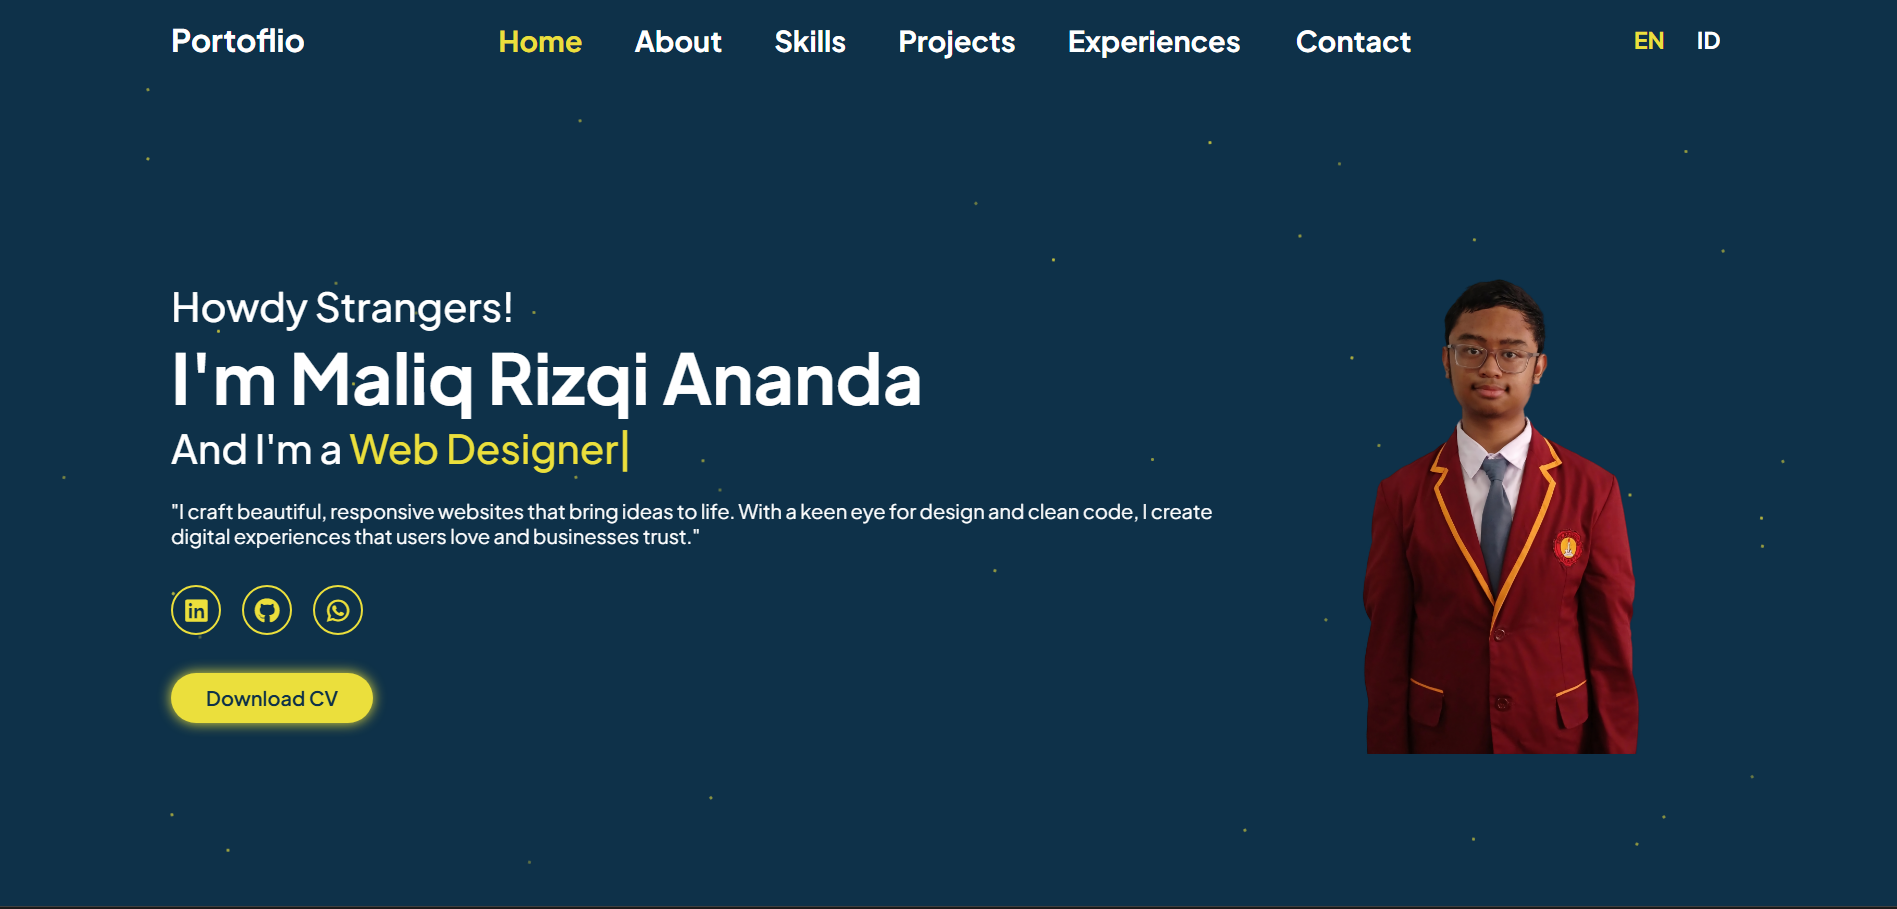 Portoflio
Home About Skills Projects Experiences Contact
EN ID
Howdy Strangers!
I'm Maliq Rizqi Ananda
And I'm a Web Designer|
"I craft beautiful, responsive websites that bring ideas to life. With a keen eye for design and clean code, I create
digital experiences that users love and businesses trust."
in
Download CV